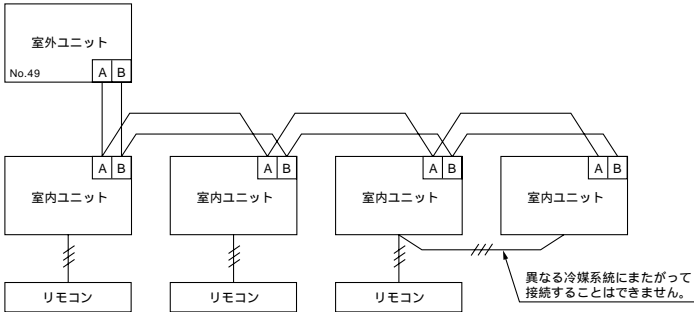 室外ユニット
No.49
A B
A B
A B
A B
A B
室内ユニット
室内ユニット
室内ユニット
室内ユニット
異なる冷媒系統にまたがって
接続することはできません。
リモコン
リモコン
リモコン